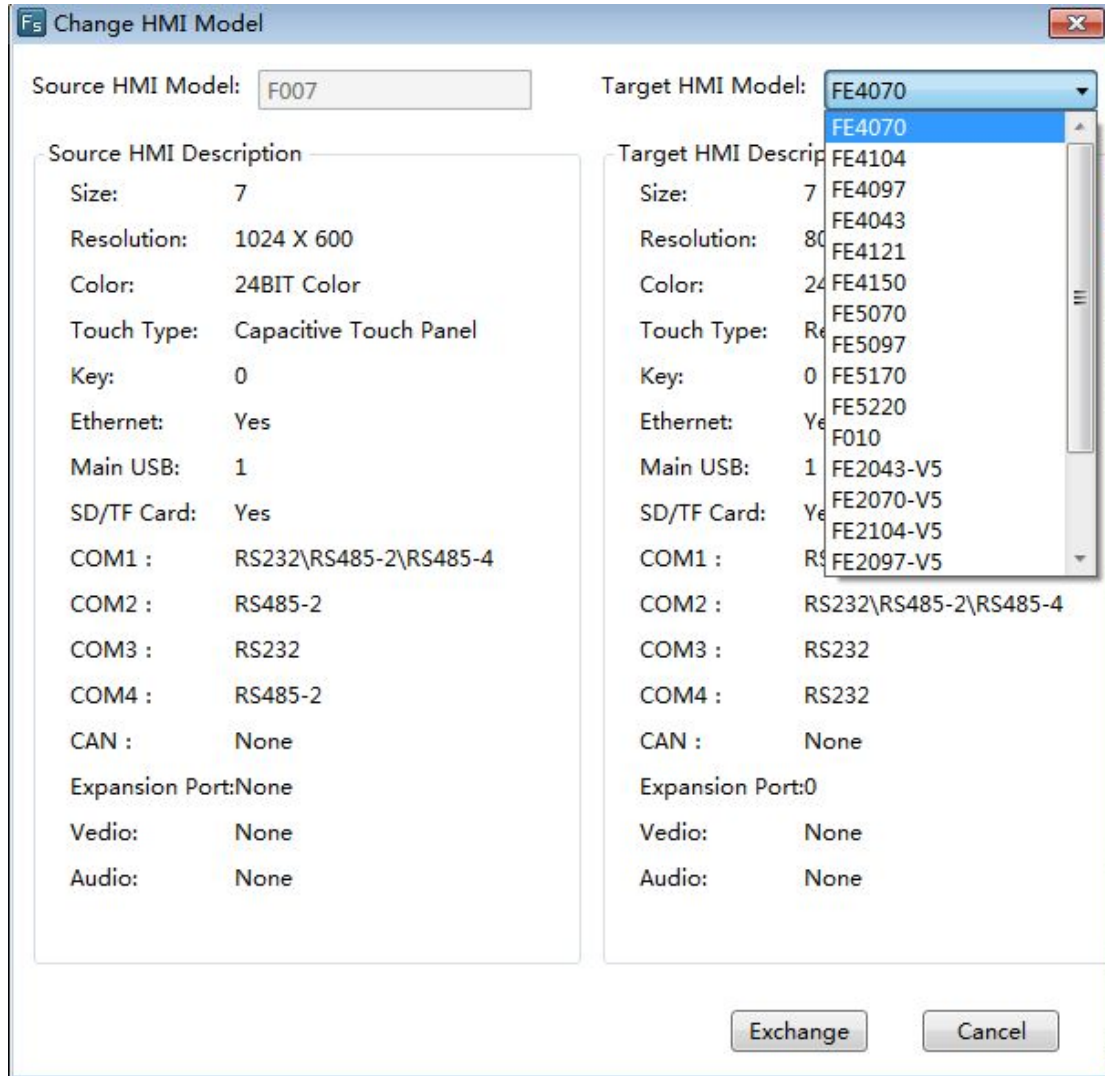 Fs Change HMI Model
Source HMI Model: F007
Target HMI Model: FE4070
FE4070
FE4104
FE4097
FE4043
FE4121
FE4150
FE5070
FE5097
FE5170
FE5220
F010
FE2043-V5
FE2070-V5
FE2104-V5
FE2097-V5
Source HMI Description
Size: 7
Resolution: 1024 X 600
Color: 24BIT Color
Touch Type: Capacitive Touch Panel
Key: 0
Ethernet: Yes
Main USB: 1
SD/TF Card: Yes
COM1 : RS232\RS485-2\RS485-4
COM2 : RS485-2
COM3 : RS232
COM4 : RS485-2
CAN : None
Expansion Port:None
Vedio: None
Audio: None
Target HMI Descrip
Size: 7
Resolution: 80
Color: 24
Touch Type: Re
Key: 0
Ethernet: Ye
Main USB: 1
SD/TF Card: Ye
COM1 : RS
COM2 : RS232\RS485-2\RS485-4
COM3 : RS232
COM4 : RS232
CAN : None
Expansion Port:0
Vedio: None
Audio: None
Exchange
Cancel